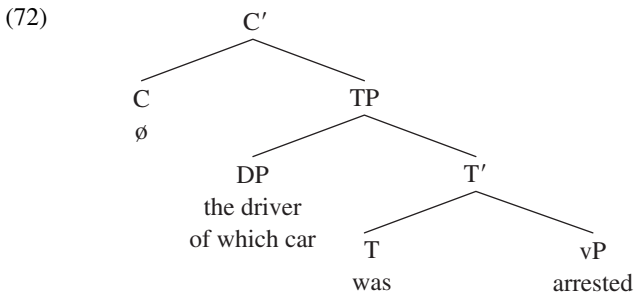 (72)
C′
C
TP
ø
DP
T′
the driver
of which car
T
vP
was
arrested